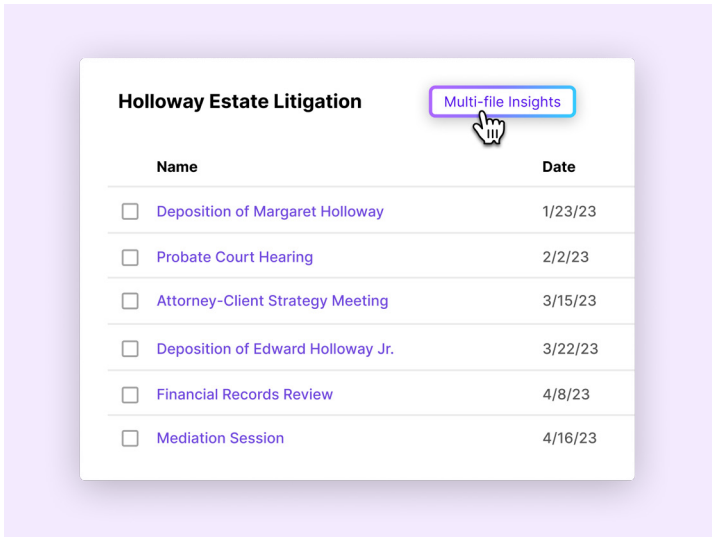 Holloway Estate Litigation
Multi-file Insights
Name Date
Deposition of Margaret Holloway 1/23/23
Probate Court Hearing 2/2/23
Attorney-Client Strategy Meeting 3/15/23
Deposition of Edward Holloway Jr. 3/22/23
Financial Records Review 4/8/23
Mediation Session 4/16/23